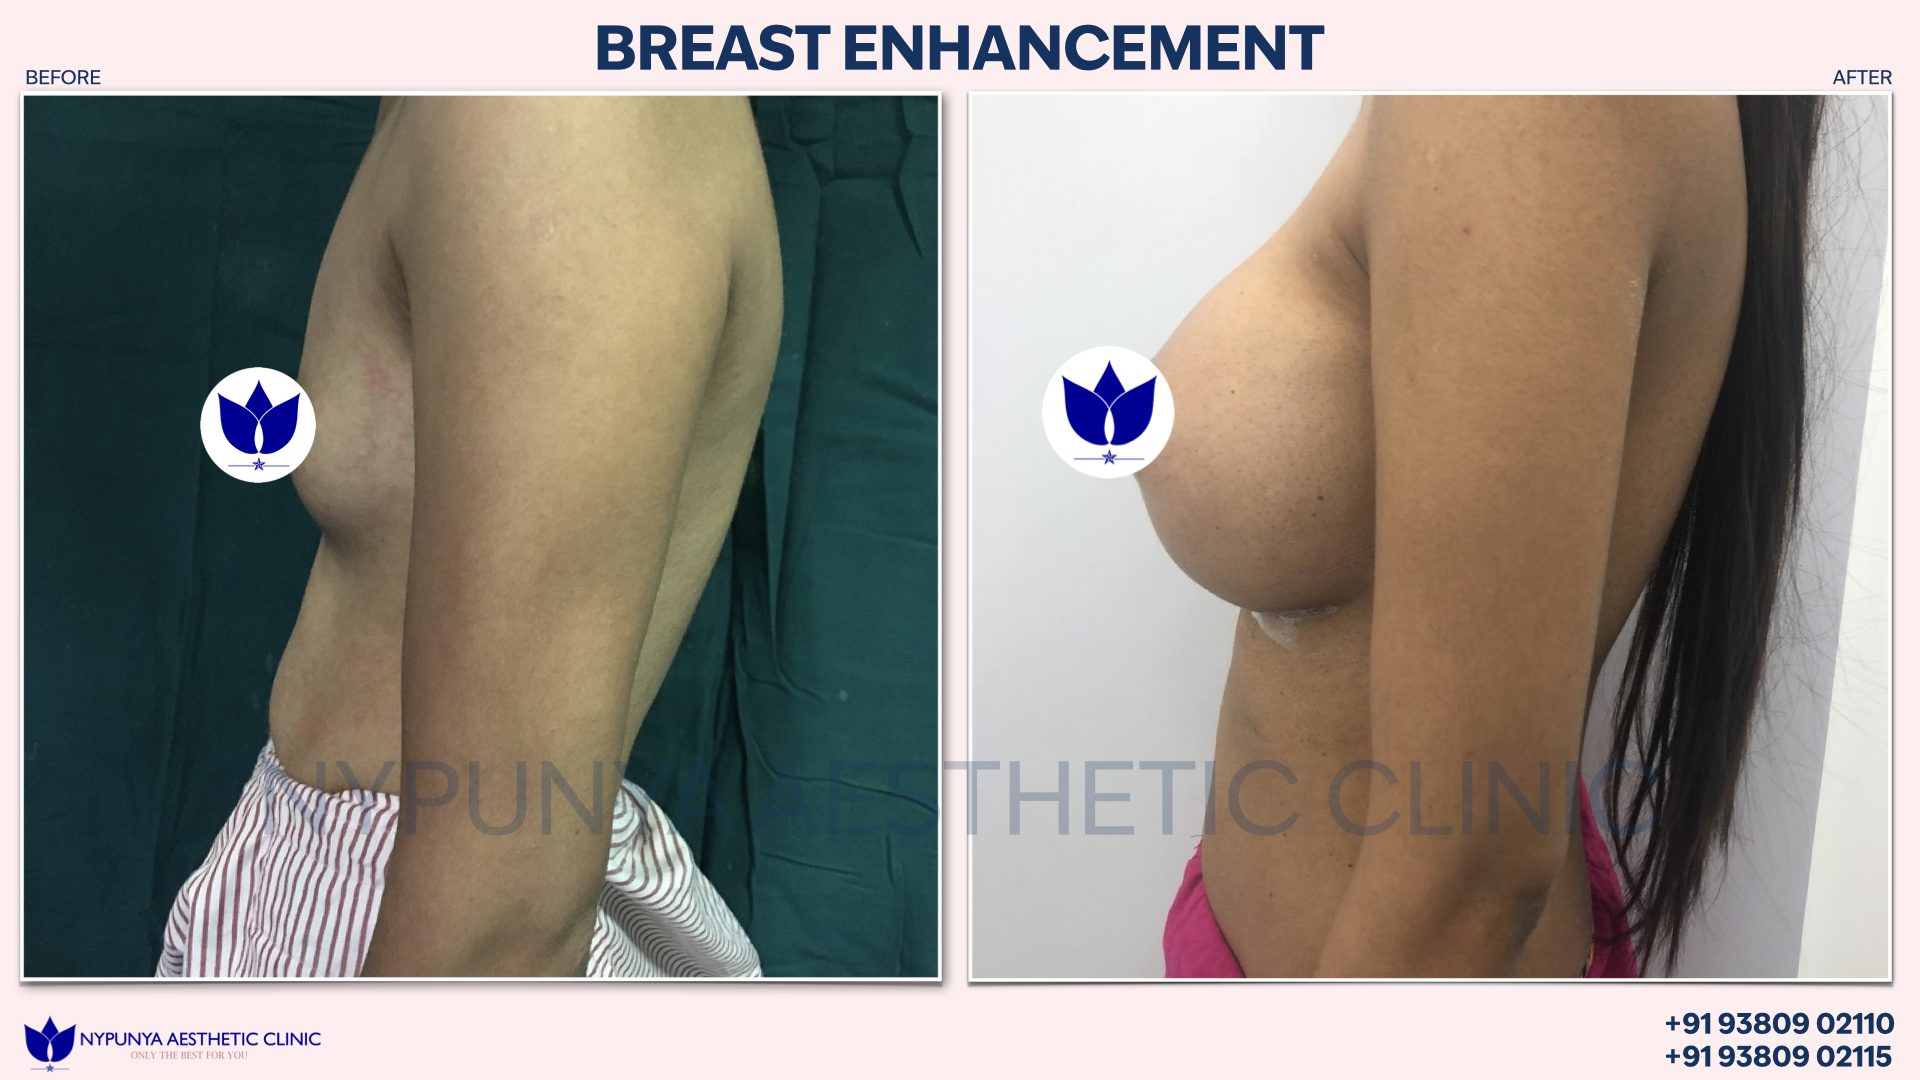 BREAST ENHANCEMENT
BEFORE
AFTER
NYPUNYA AESTHETIC CLINIC
NYPUNYA AESTHETIC CLINIC
ONLY THE BEST FOR YOU
+91 93809 02110
+91 93809 02115